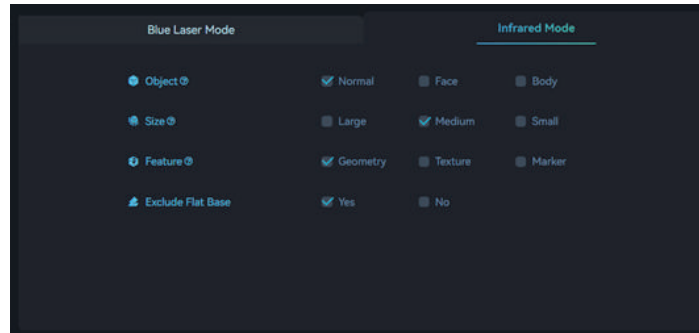 Blue Laser Mode Infrared Mode
Object Normal Face Body
Size Large Medium Small
Feature Geometry Texture Marker
Exclude Flat Base Yes No